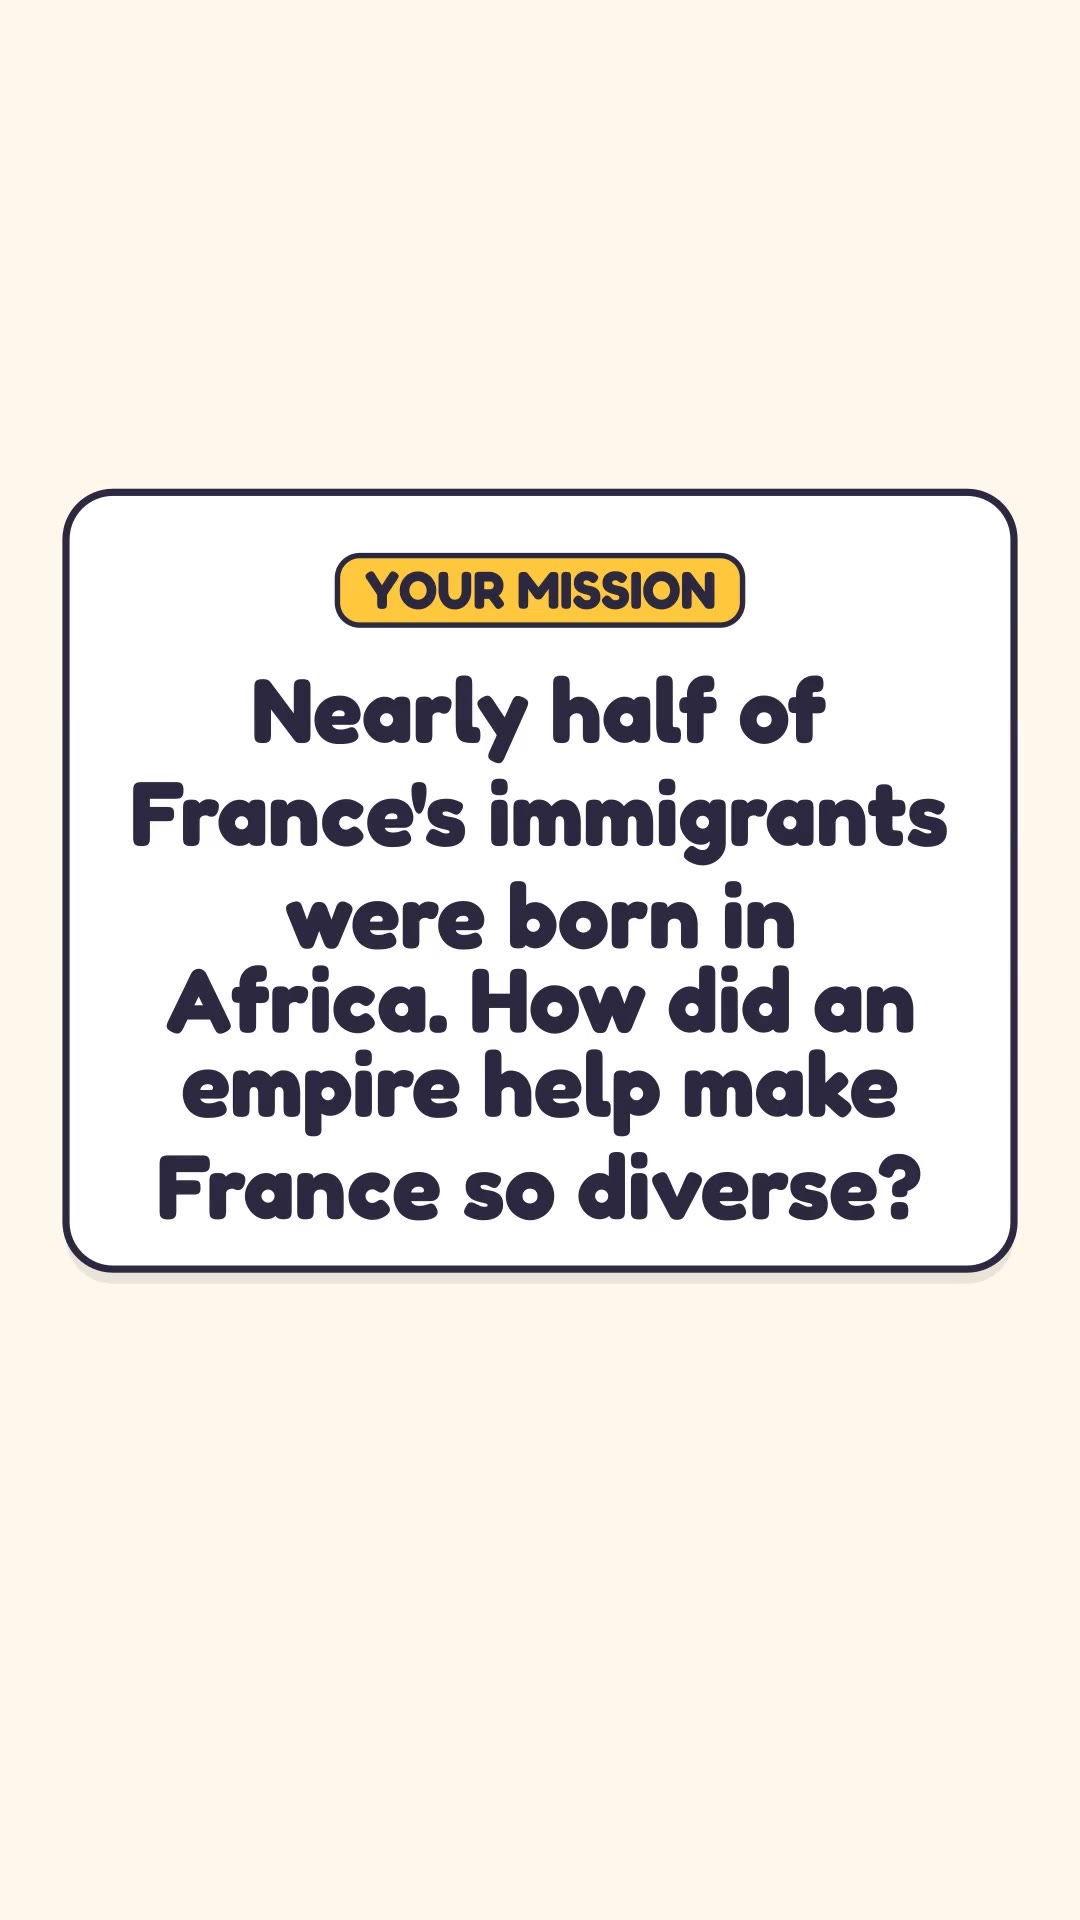 YOUR MISSION
Nearly half of
France's immigrants
were born in
Africa. How did an
empire help make
France so diverse?